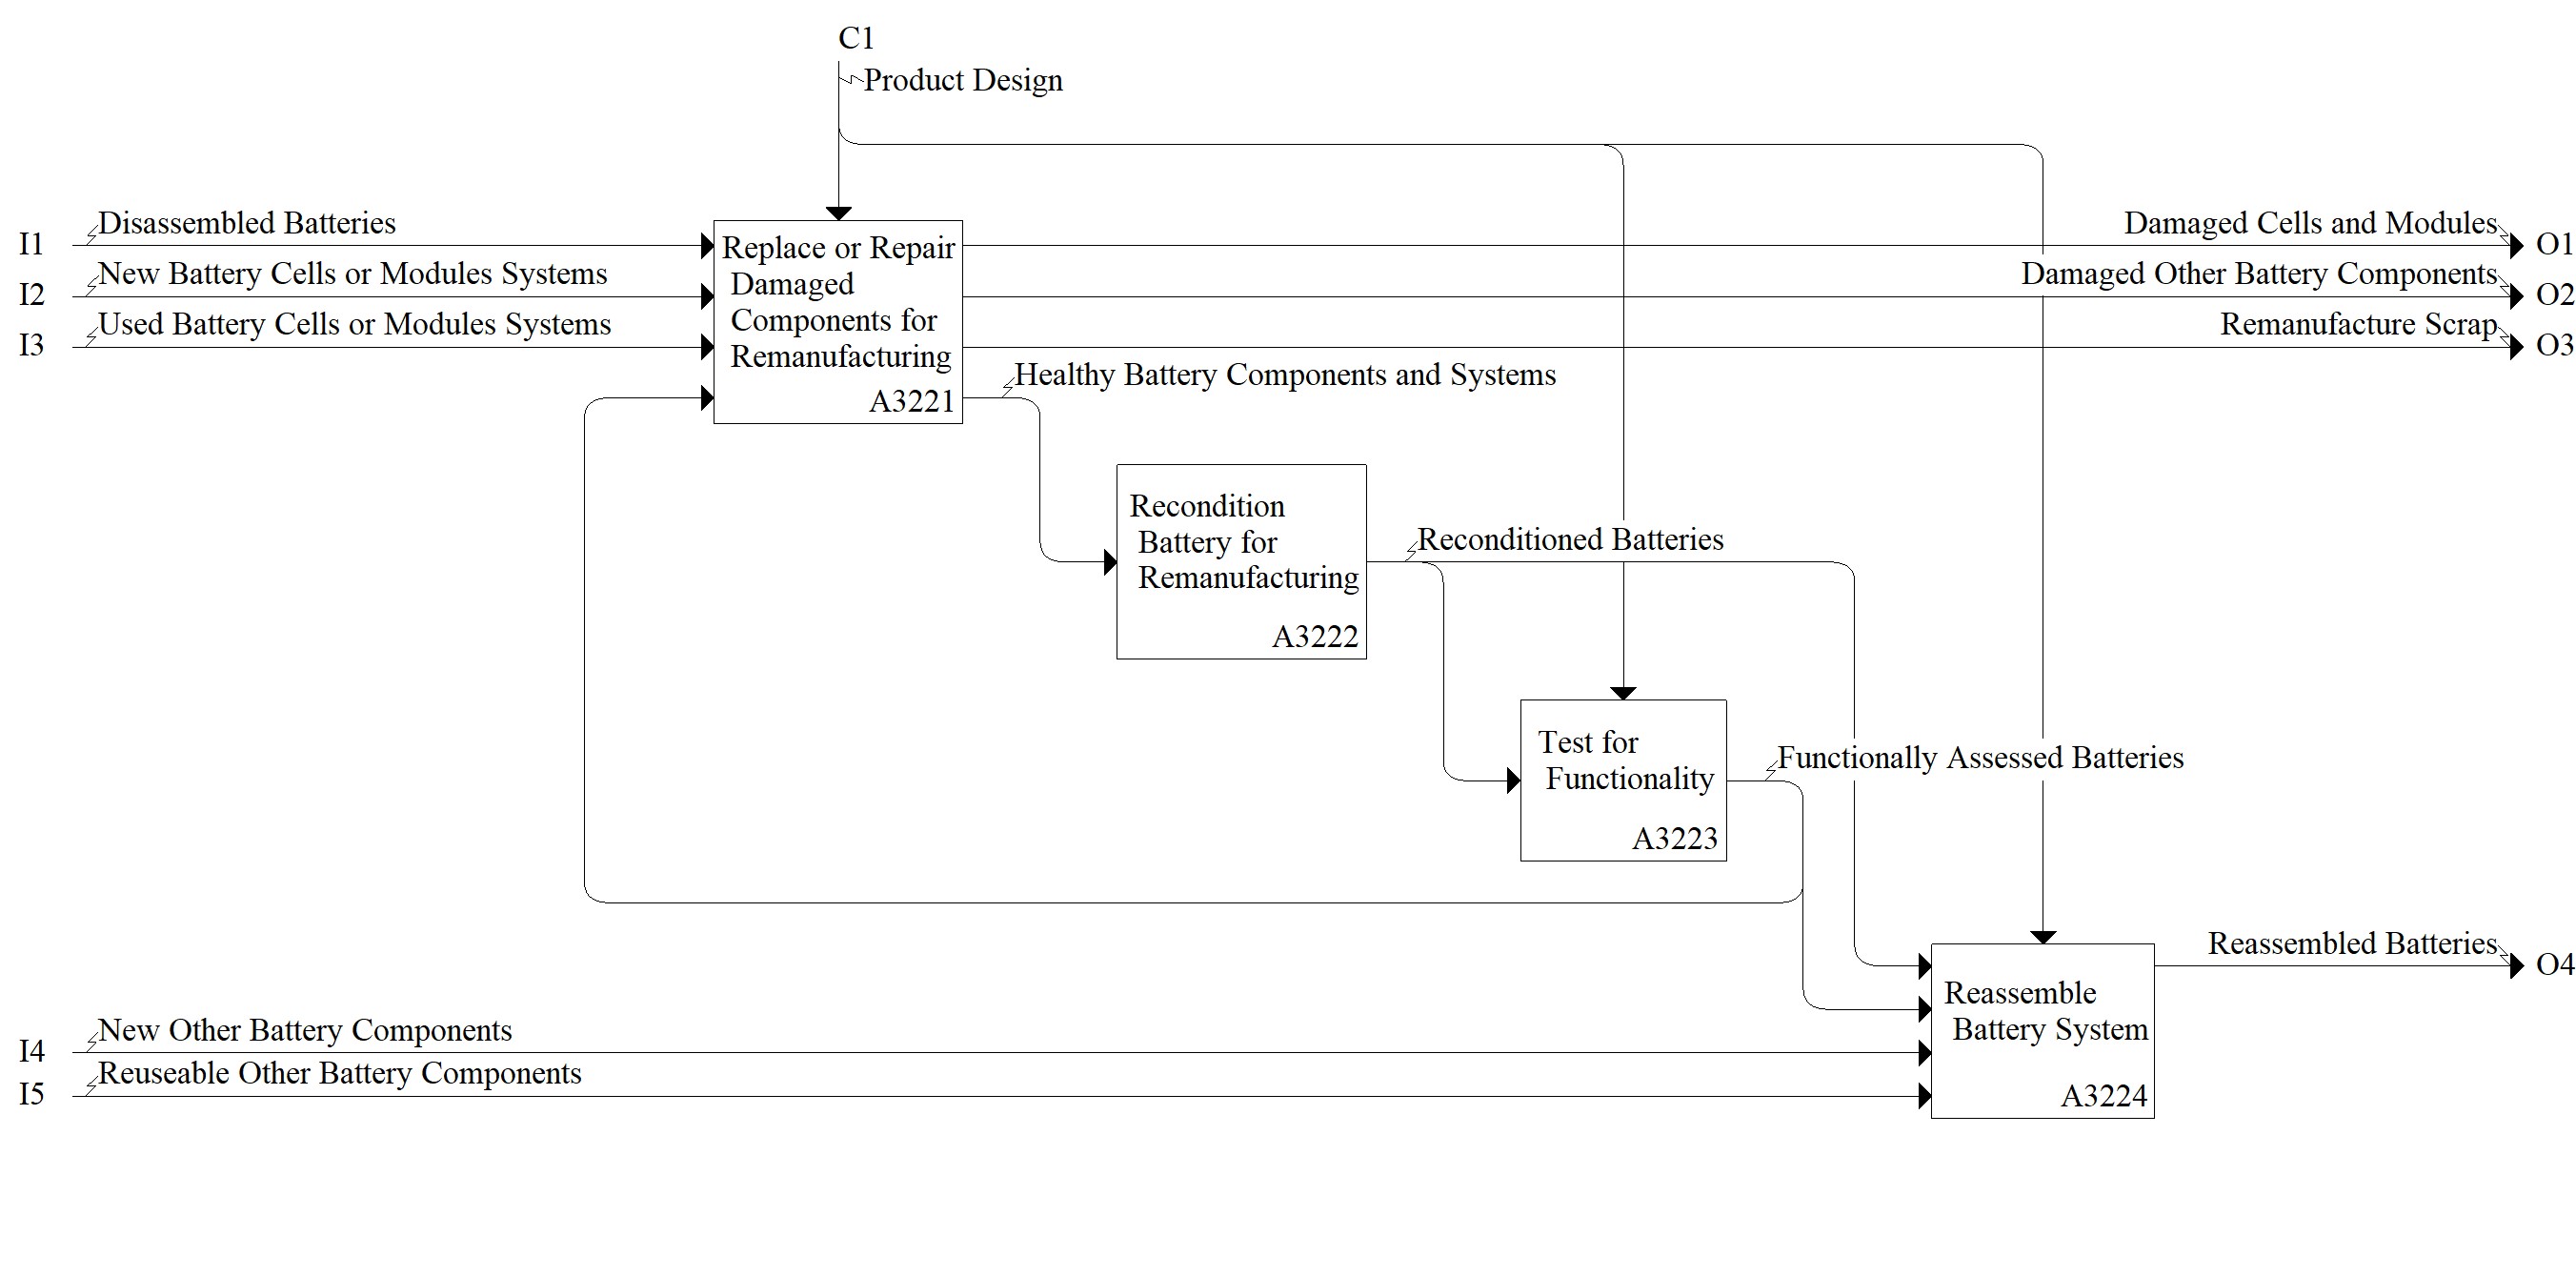 C1
Product Design
Disassembled Batteries
I1
New Battery Cells or Modules Systems
I2
Used Battery Cells or Modules Systems
I3
Replace or Repair
Damaged
Components for
Remanufacturing
A3221
Damaged Cells and Modules
O1
Damaged Other Battery Components
O2
Remanufacture Scrap
O3
Healthy Battery Components and Systems
Recondition
Battery for
Remanufacturing
A3222
Reconditioned Batteries
Test for
Functionality
A3223
Functionally Assessed Batteries
Reassemble
Battery System
A3224
Reassembled Batteries
O4
New Other Battery Components
I4
Reuseable Other Battery Components
I5